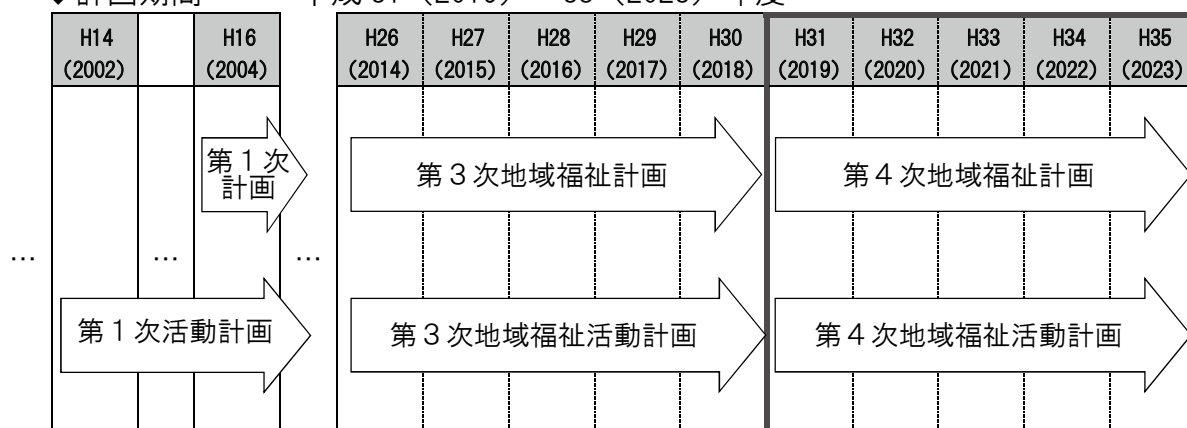 H14 H16 H26 H27 H28 H29 H30 H31 H32 H33 H34 H35
(2002) (2004) (2014) (2015) (2016) (2017) (2018) (2019) (2020) (2021) (2022) (2023)
第1次
計画
第3次地域福祉計画
第4次地域福祉計画
… … …
第1次活動計画
第3次地域福祉活動計画
第4次地域福祉活動計画